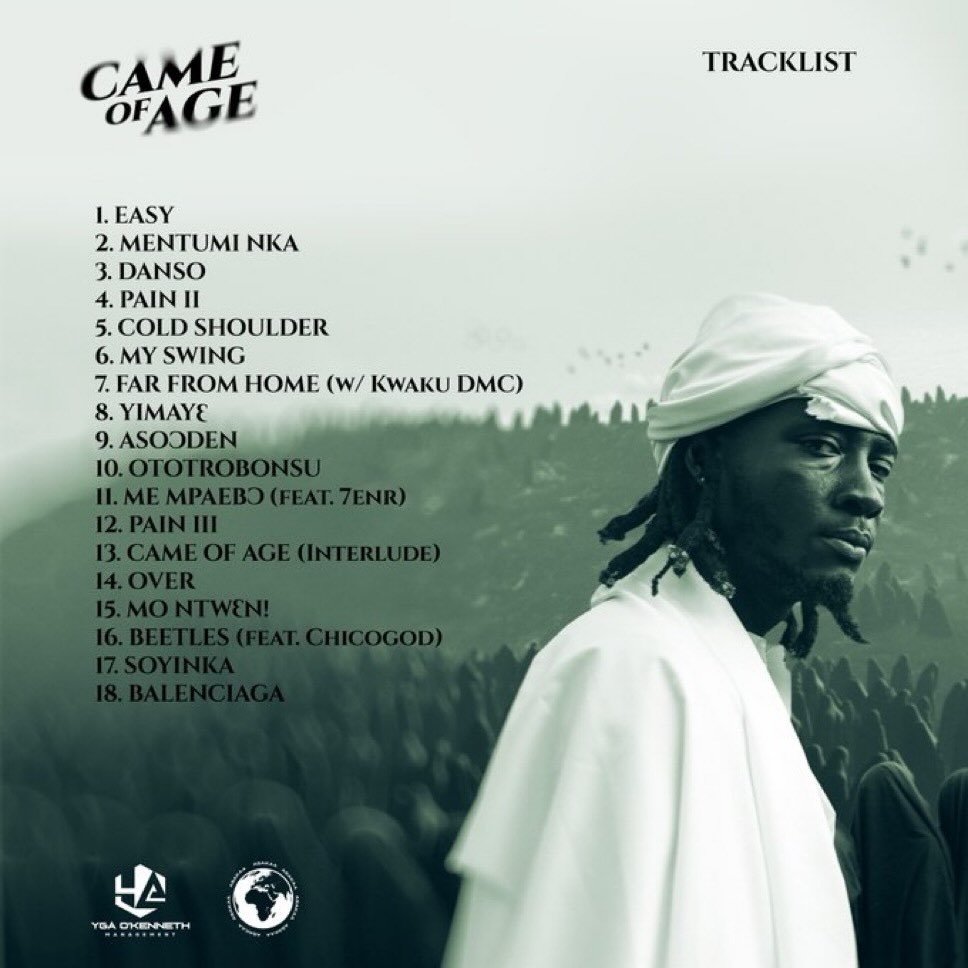 CAME
OF AGE
TRACKLIST
1. EASY
2. MENTUMI NKA
3. DANSO
4. PAIN II
5. COLD SHOULDER
6. MY SWING
7. FAR FROM HOME (W/ KWAKU DMC)
8. YIMAYƐ
9. ASOƆDEN
10. OTOTROBONSU
11. ME MPAEBƆ (FEAT. 7ENR)
12. PAIN III
13. CAME OF AGE (INTERLUDE)
14. OVER
15. MO NTWƐN!
16. BEETLES (FEAT. CHICOGOD)
17. SOYINKA
18. BALENCIAGA
YGA O'KENNETH
MANAGEMENT